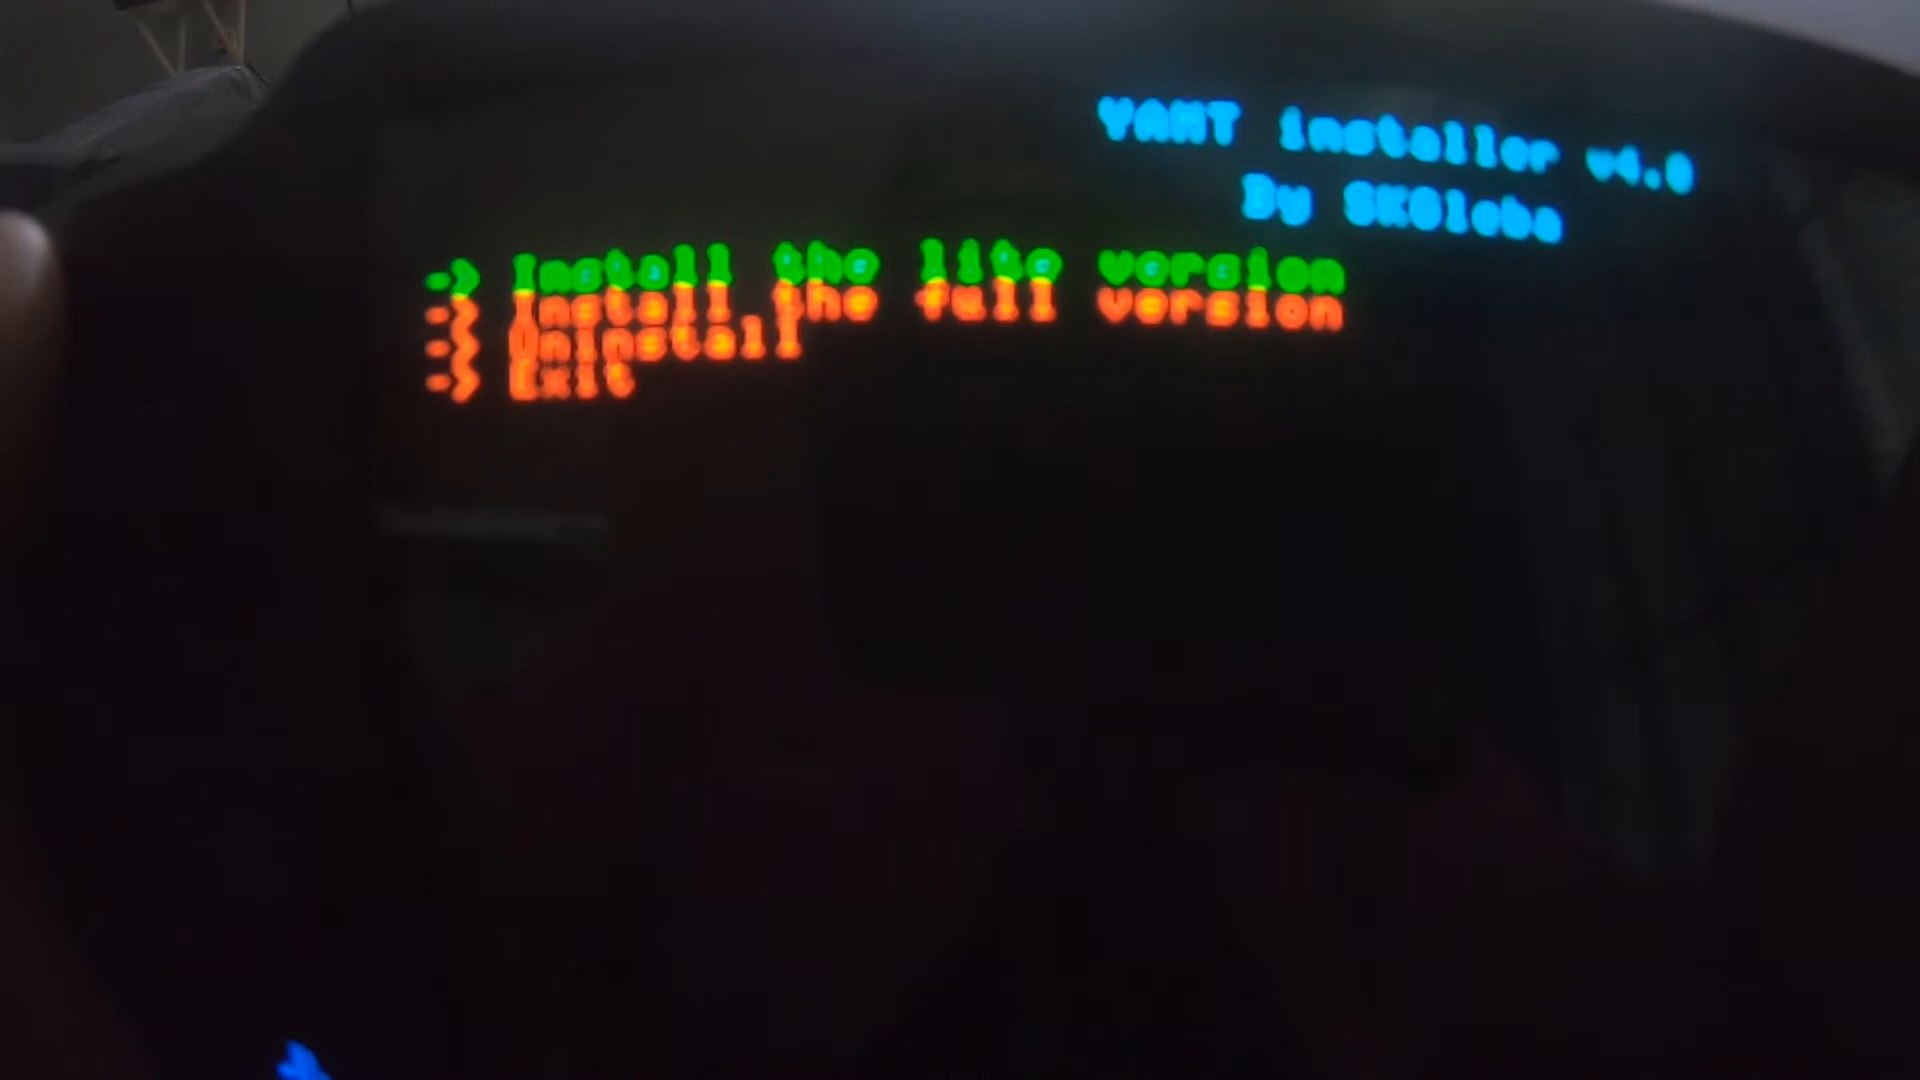 YAMT installer v4.0
By SKGleba
-> Install the lite version
-> Install the full version
-> Uninstall
-> Exit